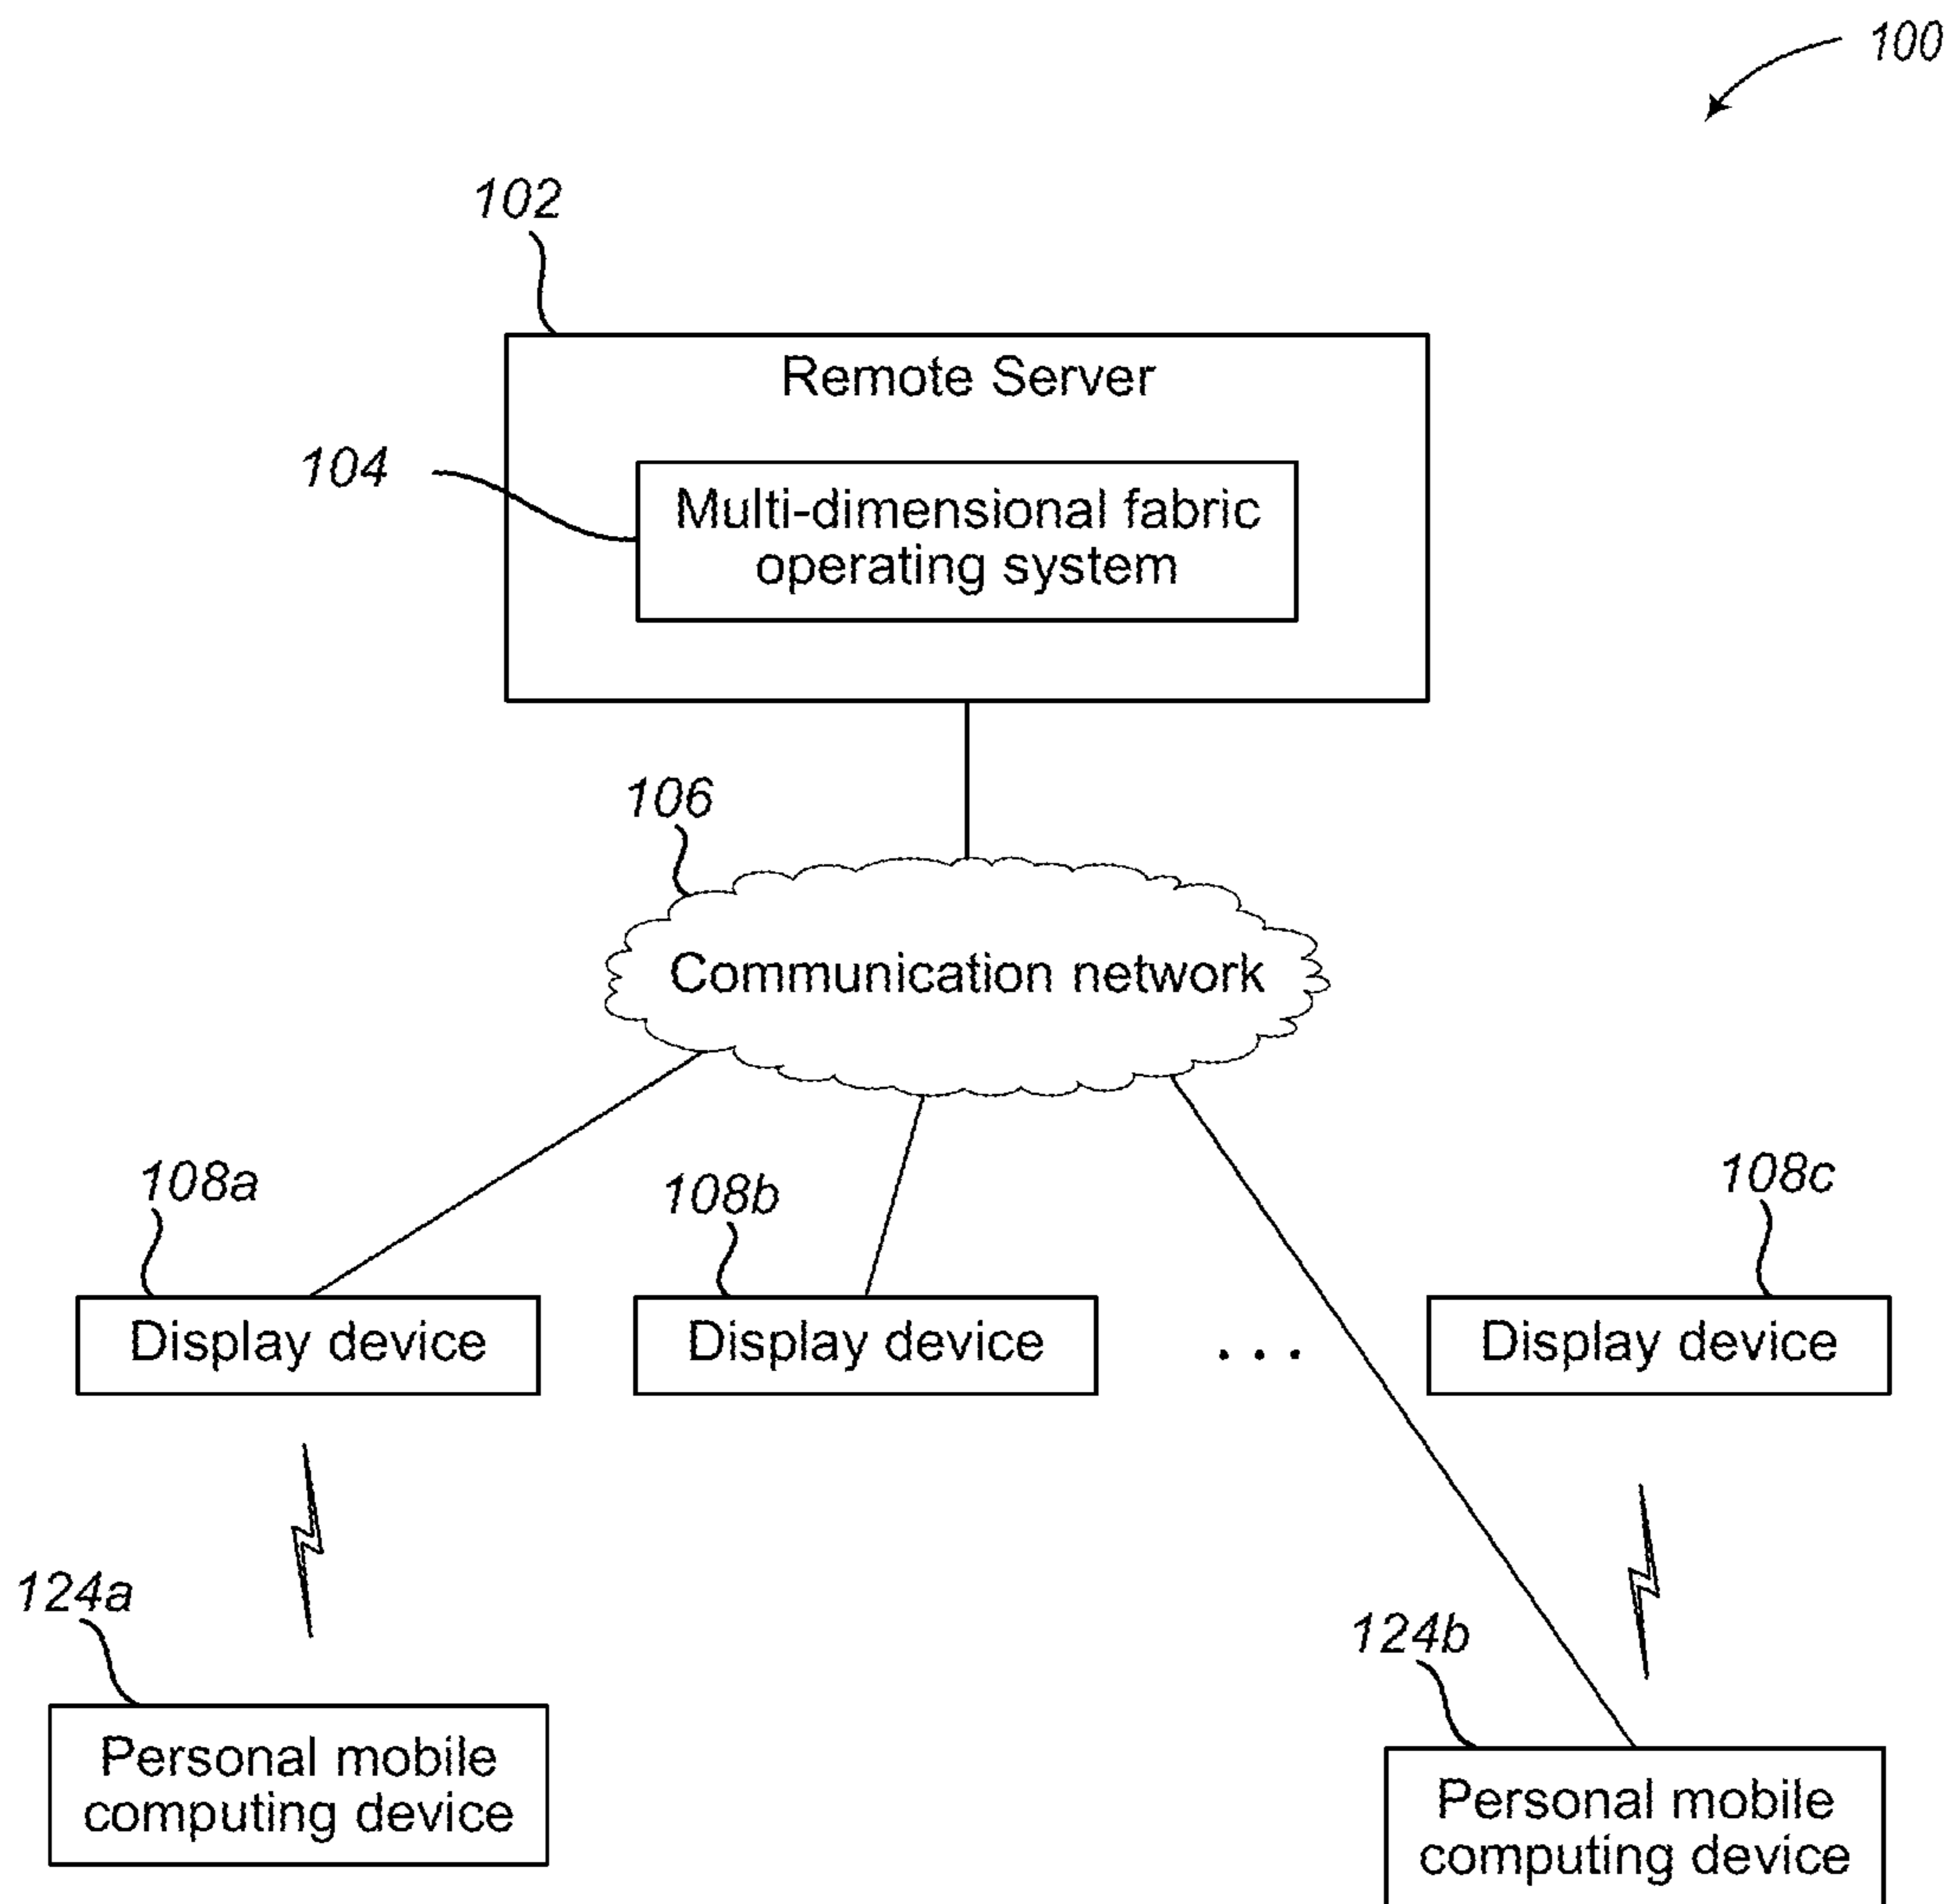 100
102
Remote Server
104
Multi-dimensional fabric
operating system
106
Communication network
108a
108b
108c
Display device
Display device
. . .
Display device
124a
124b
Personal mobile
computing device
Personal mobile
computing device